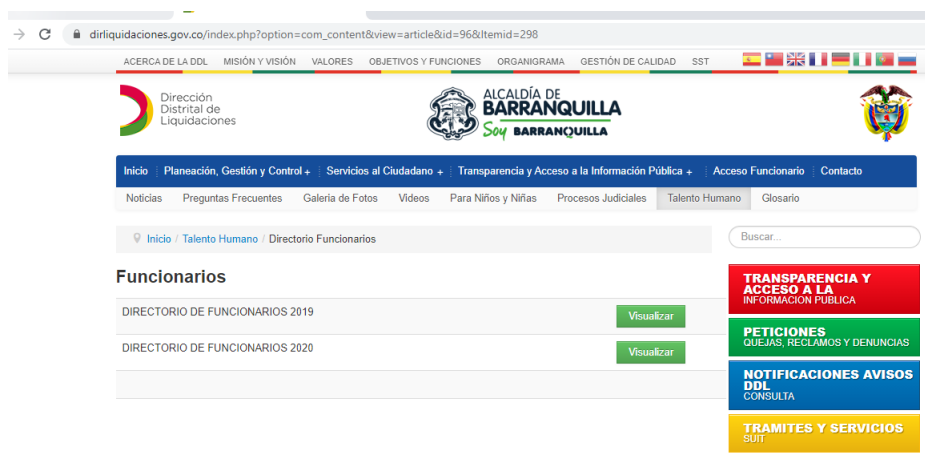 dirliquidaciones.gov.co/index.php?option=com_content&view=article&id=96&Itemid=298
ACERCA DE LA DDL MISIÓN Y VISIÓN VALORES OBJETIVOS Y FUNCIONES ORGANIGRAMA GESTIÓN DE CALIDAD SST
Dirección
Distrital de
Liquidaciones
ALCALDÍA DE
BARRANQUILLA
Soy BARRANQUILLA
Inicio Planeación, Gestión y Control + Servicios al Ciudadano + Transparencia y Acceso a la Información Pública + Acceso Funcionario Contacto
Noticias Preguntas Frecuentes Galeria de Fotos Videos Para Niños y Niñas Procesos Judiciales Talento Humano Glosario
Inicio / Talento Humano / Directorio Funcionarios
Buscar...
Funcionarios
DIRECTORIO DE FUNCIONARIOS 2019 Visualizar
DIRECTORIO DE FUNCIONARIOS 2020 Visualizar
TRANSPARENCIA Y
ACCESO A LA
INFORMACION PUBLICA
PETICIONES
QUEJAS, RECLAMOS Y DENUNCIAS
NOTIFICACIONES AVISOS
DDL
CONSULTA
TRAMITES Y SERVICIOS
SUIT